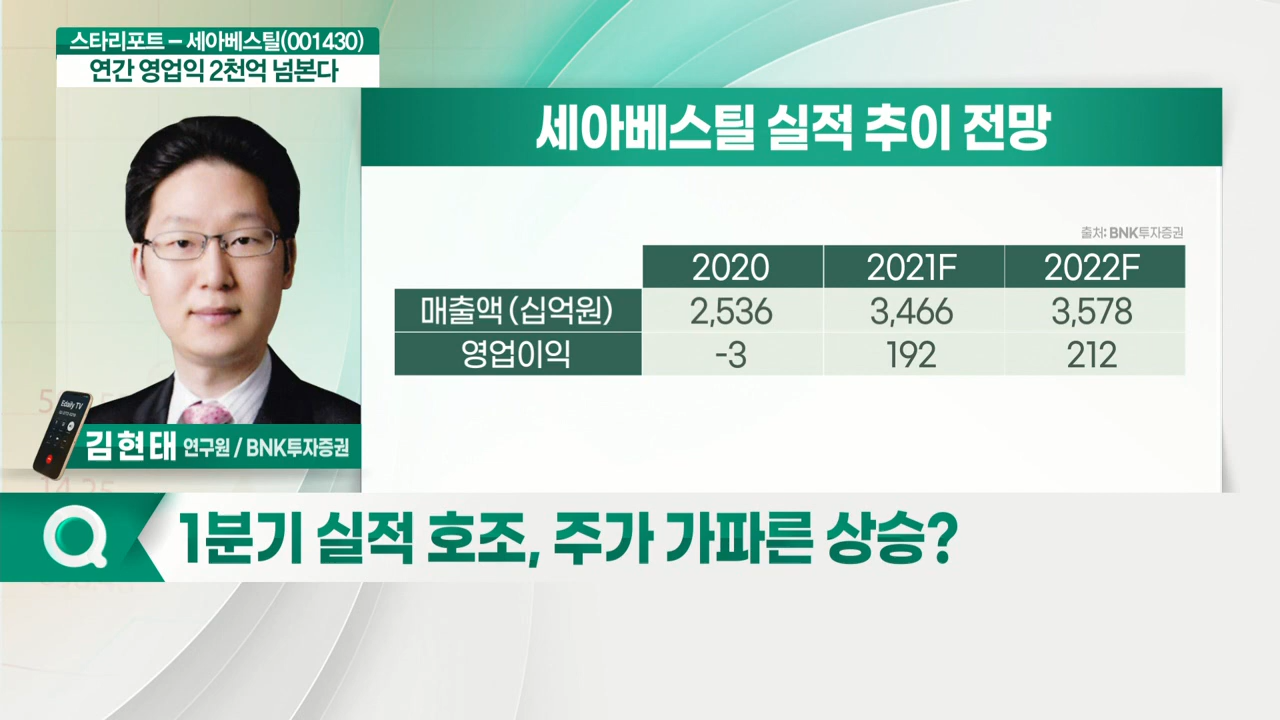 스타리포트 – 세아베스틸(001430)
연간 영업익 2천억 넘본다
세아베스틸 실적 추이 전망
출처: BNK투자증권
2020 2021F 2022F
매출액 (십억원) 2,536 3,466 3,578
영업이익 -3 192 212
Edaily TV
김현태 연구원 / BNK투자증권
Q 1분기 실적 호조, 주가 가파른 상승?